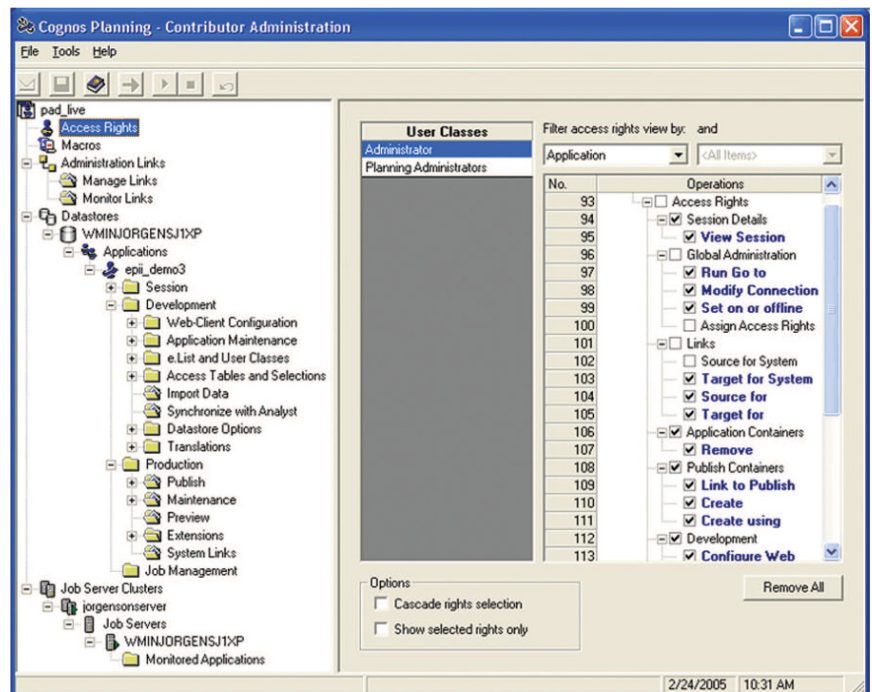 Cognos Planning - Contributor Administration
File Tools Help
pad_live
Access Rights
Macros
Administration Links
Manage Links
Monitor Links
Datastores
WMINJORGENSJ1XP
Applications
epii_demo3
Session
Development
Web-Client Configuration
Application Maintenance
e.List and User Classes
Access Tables and Selections
Import Data
Synchronize with Analyst
Datastore Options
Translations
Production
Publish
Maintenance
Preview
Extensions
System Links
Job Management
Job Server Clusters
jorgensonserver
Job Servers
WMINJORGENSJ1XP
Monitored Applications
User Classes
Administrator
Planning Administrators
Filter access rights view by: and
Application <All Items>
No. Operations
93 Access Rights
94 Session Details
95 View Session
96 Global Administration
97 Run Go to
98 Modify Connection
99 Set on or offline
100 Assign Access Rights
101 Links
102 Source for System
103 Target for System
104 Source for
105 Target for
106 Application Containers
107 Remove
108 Publish Containers
109 Link to Publish
110 Create
111 Create using
112 Development
113 Configure Web
Options
Cascade rights selection
Show selected rights only
Remove All
2/24/2005 10:31 AM